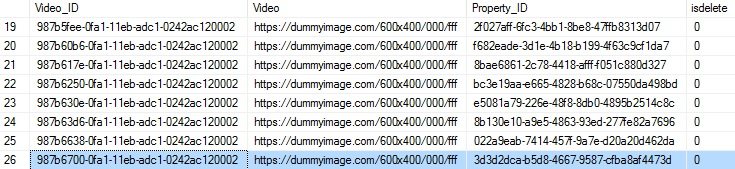 Video_ID Video Property_ID isdelete
19 987b5fee-0fa1-11eb-adc1-0242ac120002 https://dummyimage.com/600x400/000/fff 2f027aff-6fc3-4bb1-8be8-47ffb8313d07 0
20 987b60b6-0fa1-11eb-adc1-0242ac120002 https://dummyimage.com/600x400/000/fff f682eade-3d1e-4b18-b199-4f63c9cf1da7 0
21 987b617e-0fa1-11eb-adc1-0242ac120002 https://dummyimage.com/600x400/000/fff 8bae6861-2c78-4418-afff-f051c880d327 0
22 987b6250-0fa1-11eb-adc1-0242ac120002 https://dummyimage.com/600x400/000/fff bc3e19aa-e665-4828-b68c-07550da498bd 0
23 987b630e-0fa1-11eb-adc1-0242ac120002 https://dummyimage.com/600x400/000/fff e5081a79-226e-48f8-8db0-4895b2514c8c 0
24 987b63d6-0fa1-11eb-adc1-0242ac120002 https://dummyimage.com/600x400/000/fff 8b130e10-a9e5-4863-93ed-277fe82a7696 0
25 987b6638-0fa1-11eb-adc1-0242ac120002 https://dummyimage.com/600x400/000/fff 022a9eab-7414-457f-9a7e-d20a20d462da 0
26 987b6700-0fa1-11eb-adc1-0242ac120002 https://dummyimage.com/600x400/000/fff 3d3d2dca-b5d8-4667-9587-cfba8af4473d 0